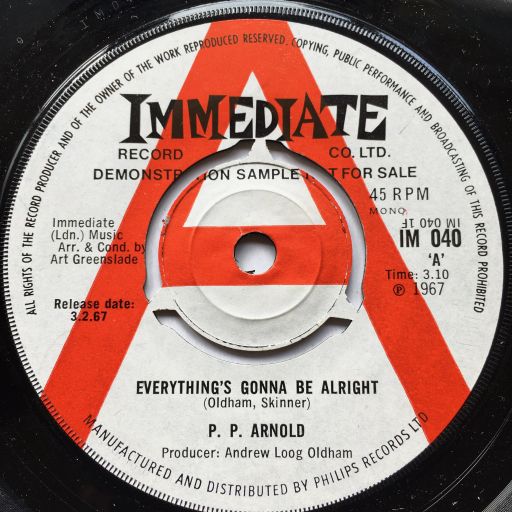 ALL RIGHTS OF THE RECORD PRODUCER AND OF THE OWNER OF THE WORK REPRODUCED RESERVED. COPYING, PUBLIC PERFORMANCE AND BROADCASTING OF THIS RECORD PROHIBITED
IMMEDIATE
RECORD CO. LTD.
DEMONSTR ION SAMPLE N T FOR SALE
45 RPM
MONO
IM 040 1F
IM 040
'A'
Time: 3.10
℗ 1967
Immediate
(Ldn.) Music
Arr. & Cond. by
Art Greenslade
Release date:
3.2.67
EVERYTHING'S GONNA BE ALRIGHT
(Oldham, Skinner)
P. P. ARNOLD
Producer: Andrew Loog Oldham
MANUFACTURED AND DISTRIBUTED BY PHILIPS RECORDS LTD